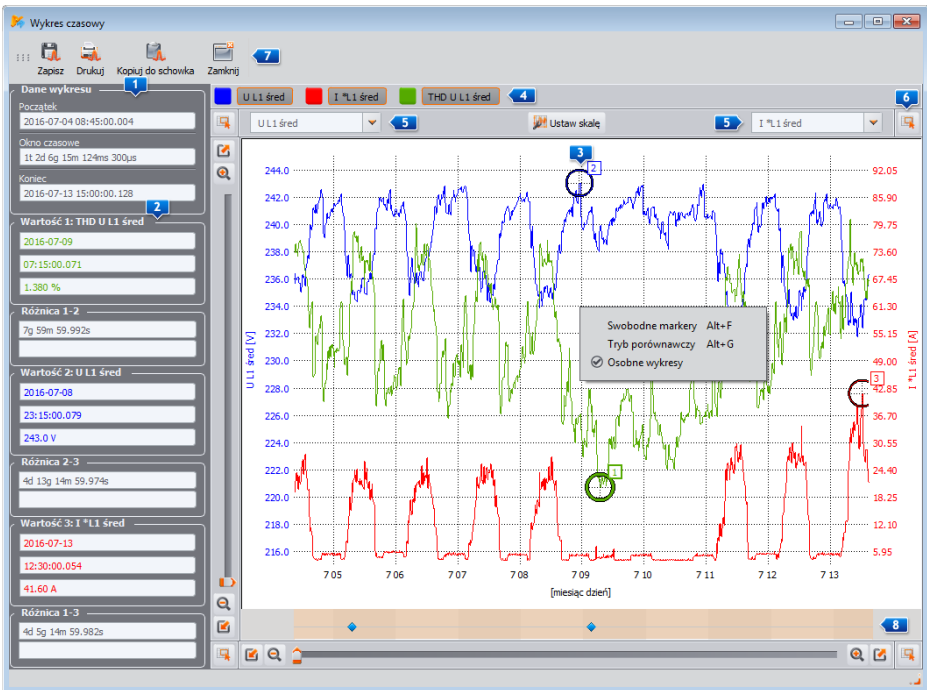 Wykres czasowy
Zapisz Drukuj Kopiuj do schowka Zamknij 7
Dane wykresu 1
Początek
2016-07-04 08:45:00.004
Okno czasowe
1t 2d 6g 15m 124ms 300µs
Koniec
2016-07-13 15:00:00.128
2
Wartość 1: THD U L1 śred
2016-07-09
07:15:00.071
1.380 %
Różnica 1-2
7g 59m 59.992s
Wartość 2: U L1 śred
2016-07-08
23:15:00.079
243.0 V
Różnica 2-3
4d 13g 14m 59.974s
Wartość 3: I *L1 śred
2016-07-13
12:30:00.054
41.60 A
Różnica 1-3
4d 5g 14m 59.982s
U L1 śred I *L1 śred THD U L1 śred 4 6
U L1 śred 5 Ustaw skalę 5 I *L1 śred
3
2
244.0 92.05
242.0 85.90
240.0 79.75
238.0 73.60
236.0 67.45
234.0 61.30
232.0 55.15
230.0 49.00
228.0 42.85
226.0 36.70
224.0 30.55
222.0 24.40
220.0 18.25
218.0 12.10
216.0 5.95
U L1 śred [V]
I *L1 śred [A]
Swobodne markery Alt+F
Tryb porównawczy Alt+G
Osobne wykresy
3
1
7 05 7 06 7 07 7 08 7 09 7 10 7 11 7 12 7 13
[miesiąc dzień]
8